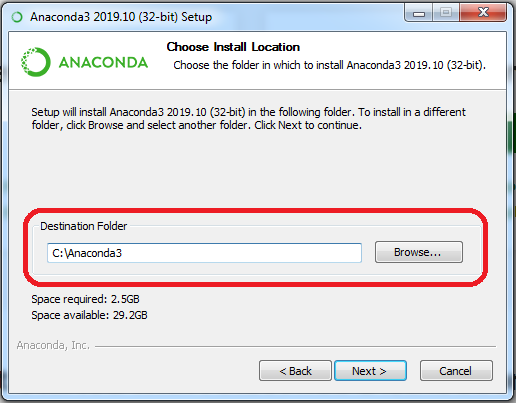 Anaconda3 2019.10 (32-bit) Setup
ANACONDA
Choose Install Location
Choose the folder in which to install Anaconda3 2019.10 (32-bit).
Setup will install Anaconda3 2019.10 (32-bit) in the following folder. To install in a different
folder, click Browse and select another folder. Click Next to continue.
Destination Folder
C:\Anaconda3
Browse...
Space required: 2.5GB
Space available: 29.2GB
Anaconda, Inc.
< Back
Next >
Cancel